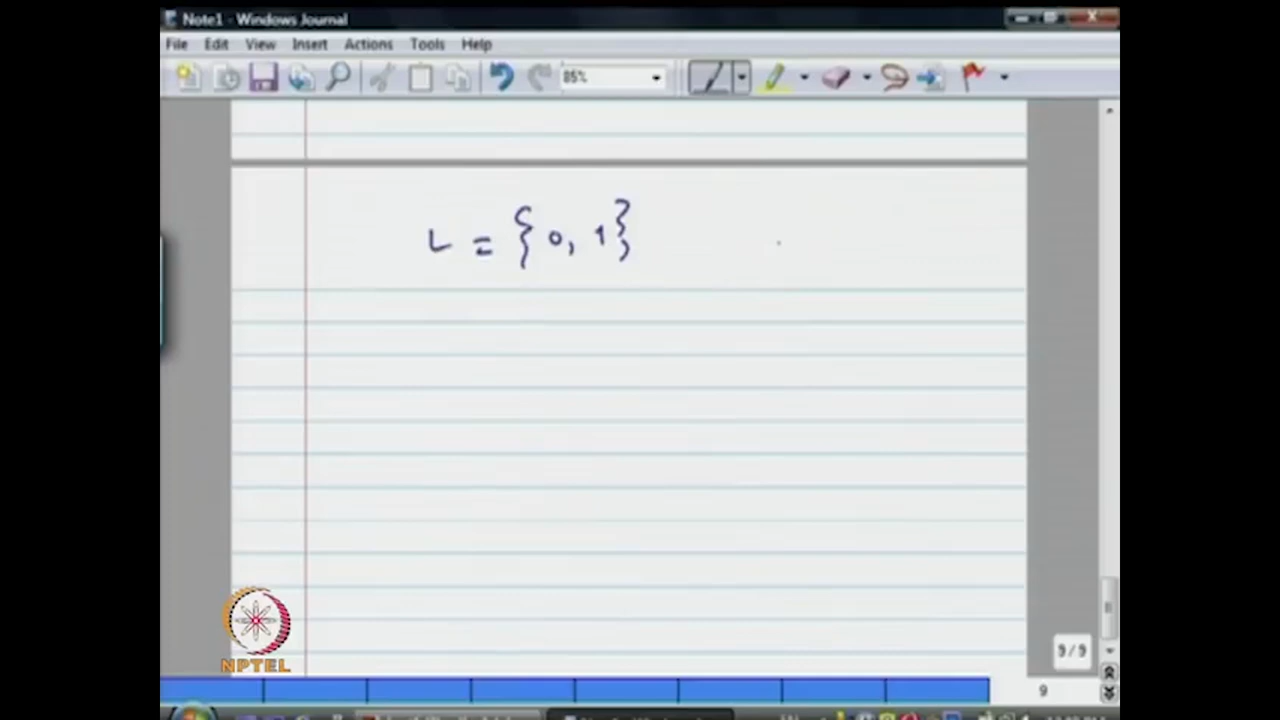 Note1 - Windows Journal
File Edit View Insert Actions Tools Help
85%
L = {0, 1}
NPTEL
9/9
9